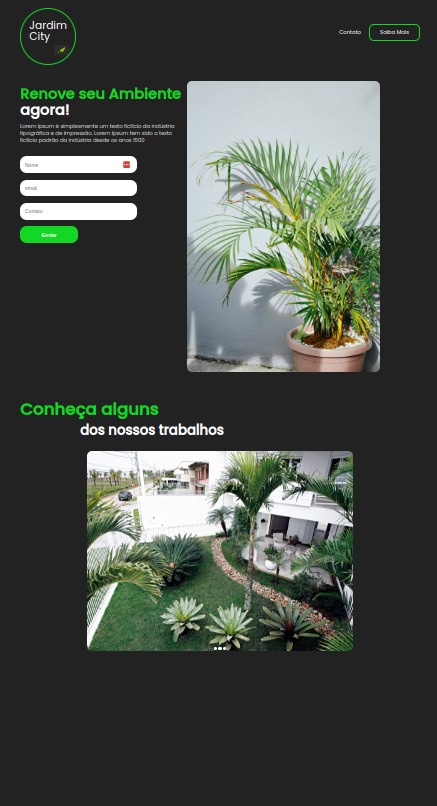 Jardim
City
Contato
Saiba Mais
Renove seu Ambiente
agora!
Lorem Ipsum é simplesmente um texto fictício da indústria
tipográfica e de impressão. Lorem Ipsum tem sido o texto
fictício padrão da indústria desde os anos 1500
Nome
email
Contato
Enviar
Conheça alguns
dos nossos trabalhos